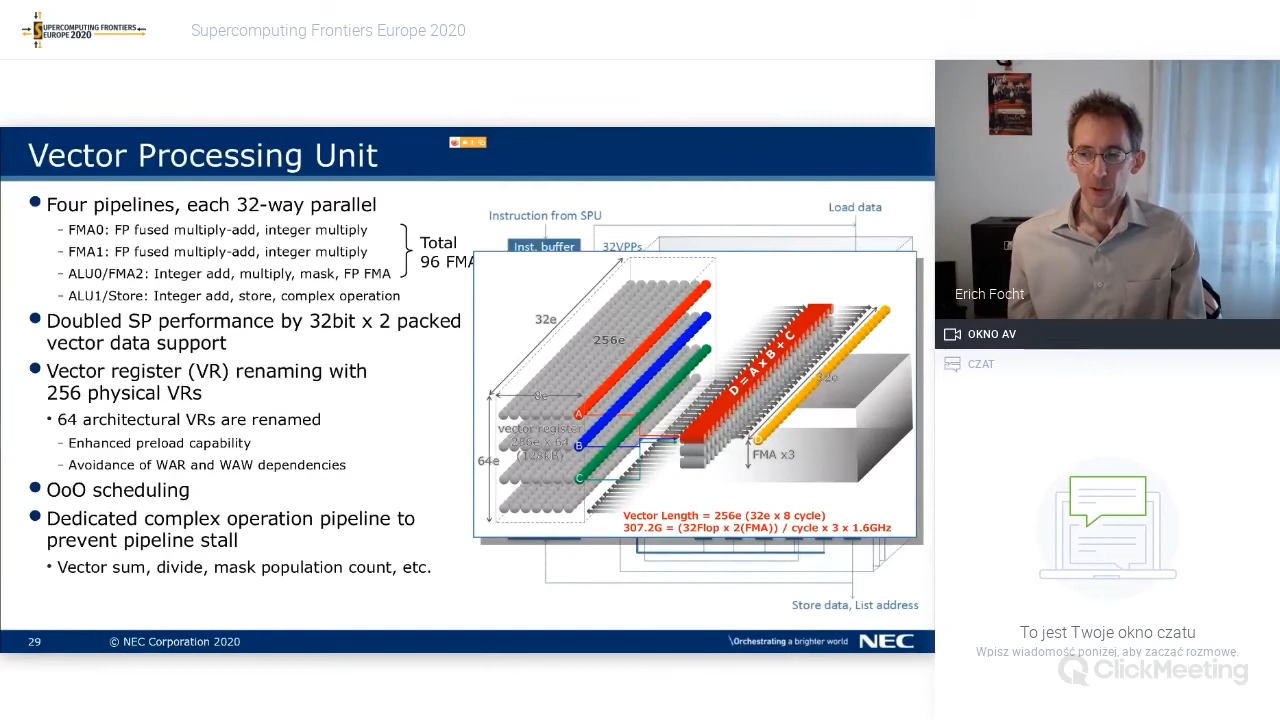 SUPERCOMPUTING FRONTIERS
EUROPE 2020
Supercomputing Frontiers Europe 2020
Vector Processing Unit
Four pipelines, each 32-way parallel
– FMA0: FP fused multiply-add, integer multiply
– FMA1: FP fused multiply-add, integer multiply
– ALU0/FMA2: Integer add, multiply, mask, FP FMA
– ALU1/Store: Integer add, store, complex operation
Total
96 FMA
Doubled SP performance by 32bit x 2 packed
vector data support
Vector register (VR) renaming with
256 physical VRs
• 64 architectural VRs are renamed
– Enhanced preload capability
– Avoidance of WAR and WAW dependencies
OoO scheduling
Dedicated complex operation pipeline to
prevent pipeline stall
• Vector sum, divide, mask population count, etc.
Instruction from SPU
Load data
Inst. buffer
32VPPs
32e
256e
8e
A
vector register
256e x 64
(128kB)
B
64e
C
D = A x B + C
32e
D
FMA x3
Vector Length = 256e (32e x 8 cycle)
307.2G = (32Flop x 2(FMA)) / cycle x 3 x 1.6GHz
Store data, List address
29
© NEC Corporation 2020
\Orchestrating a brighter world
NEC
Erich Focht
OKNO AV
CZAT
To jest Twoje okno czatu
Wpisz wiadomość poniżej, aby zacząć rozmowę.
ClickMeeting